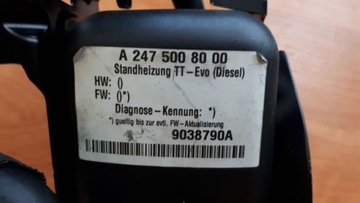 A 247 500 80 00
Standheizung TT-Evo (Diesel)
HW: ()
FW: ()*)
Diagnose-Kennung: *)
*) gueltig bis zur evtl. FW-Aktualisierung
9038790A